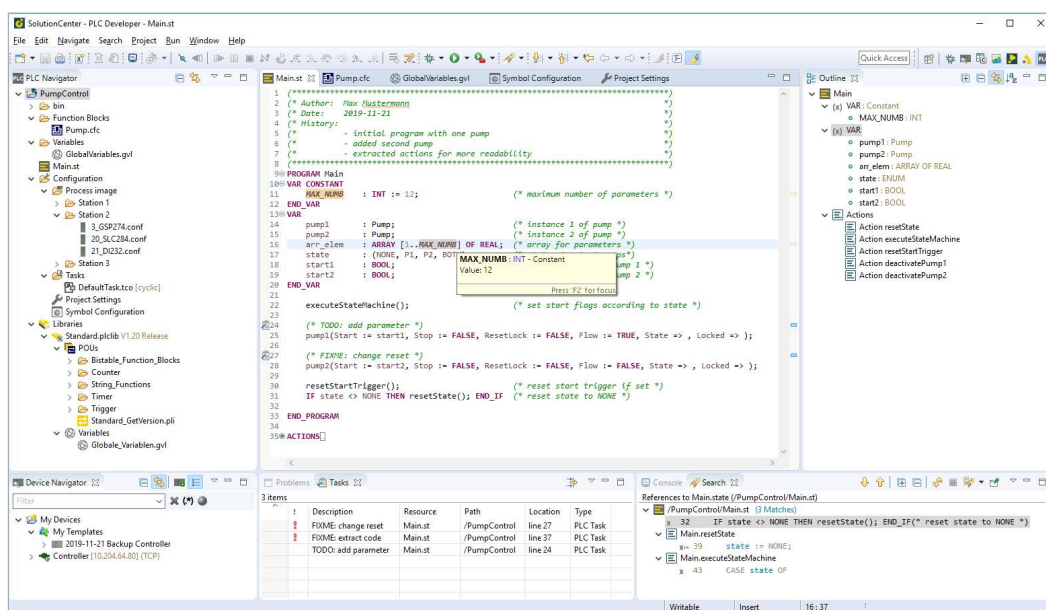 SolutionCenter - PLC Developer - Main.st
File Edit Navigate Search Project Run Window Help
Quick Access
PLC Navigator
PumpControl
bin
Function Blocks
Pump.cfc
Variables
GlobalVariables.gvl
Main.st
Configuration
Process image
Station 1
Station 2
3_GSP274.conf
20_SLC284.conf
21_DI232.conf
Station 3
Tasks
DefaultTask.tco [cyclic]
Project Settings
Symbol Configuration
Libraries
Standard.plclib V1.20 Release
POUs
Bistable_Function_Blocks
Counter
String_Functions
Timer
Trigger
Standard_GetVersion.pli
Variables
Globale_Variablen.gvl
Main.st Pump.cfc GlobalVariables.gvl Symbol Configuration Project Settings
1 (****************************************************************)
2 (* Author: Max Mustermann *)
3 (* Date: 2019-11-21 *)
4 (* History: *)
5 (* - initial program with one pump *)
6 (* - added second pump *)
7 (* - extracted actions for more readability *)
8 (****************************************************************)
9 PROGRAM Main
10 VAR CONSTANT
11 MAX_NUMB : INT := 12; (* maximum number of parameters *)
12 END_VAR
13 VAR
14 pump1 : Pump; (* instance 1 of pump *)
15 pump2 : Pump; (* instance 2 of pump *)
16 arr_elem : ARRAY [1..MAX_NUMB] OF REAL; (* array for parameters *)
17 state : (NONE, P1, P2, BOT
18 start1 : BOOL; ump 1 *)
19 start2 : BOOL; ump 2 *)
20 END_VAR
MAX_NUMB : INT - Constant
Value: 12
Press 'F2' for focus
21
22 executeStateMachine(); (* set start flags according to state *)
23
24 (* TODO: add parameter *)
25 pump1(Start := start1, Stop := FALSE, ResetLock := FALSE, Flow := TRUE, State => , Locked => );
26
27 (* FIXME: change reset *)
28 pump2(Start := start2, Stop := FALSE, ResetLock := FALSE, Flow := FALSE, State => , Locked => );
29
30 resetStartTrigger(); (* reset start trigger if set *)
31 IF state <> NONE THEN resetState(); END_IF (* reset state to NONE *)
32
33 END_PROGRAM
34
35 ACTIONS
Outline
Main
VAR : Constant
MAX_NUMB : INT
VAR
pump1 : Pump
pump2 : Pump
arr_elem : ARRAY OF REAL
state : ENUM
start1 : BOOL
start2 : BOOL
Actions
Action resetState
Action executeStateMachine
Action resetStartTrigger
Action deactivatePump1
Action deactivatePump2
Device Navigator
Filter
(*)
My Devices
My Templates
2019-11-21 Backup Controller
Controller [10.204.64.80] (TCP)
Problems Tasks
3 items
! Description Resource Path Location Type
FIXME: change reset Main.st /PumpControl line 27 PLC Task
FIXME: extract code Main.st /PumpControl line 37 PLC Task
TODO: add parameter Main.st /PumpControl line 24 PLC Task
Console Search
References to Main.state (/PumpControl/Main.st)
/PumpControl/Main.st (3 Matches)
x 32 IF state <> NONE THEN resetState(); END_IF(* reset state to NONE *)
Main.resetState
x= 39 state := NONE;
Main.executeStateMachine
x 43 CASE state OF
Writable Insert 16 : 37